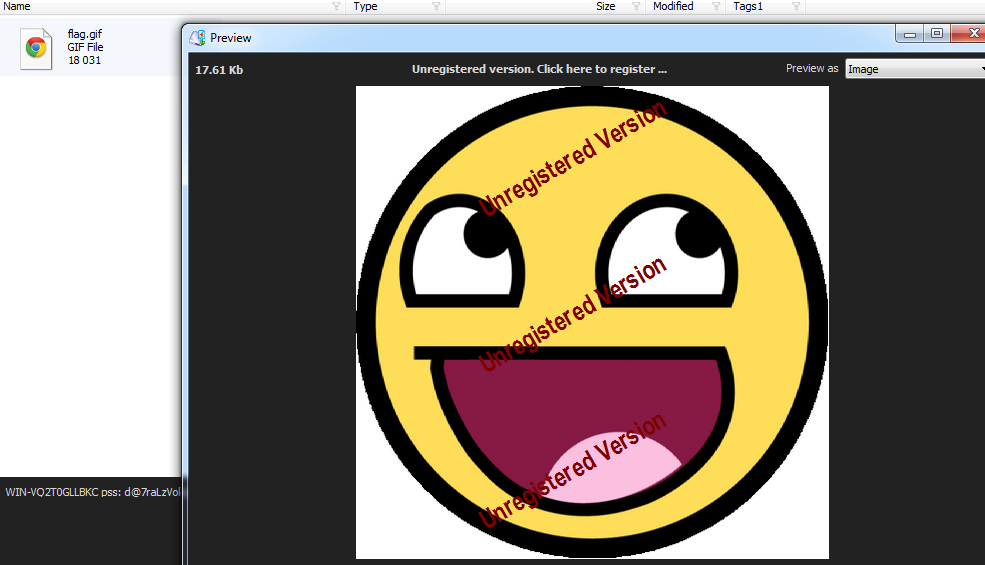 Name Type Size Modified Tags1
flag.gif
GIF File
18 031
Preview
17.61 Kb Unregistered version. Click here to register ... Preview as Image
Unregistered Version
Unregistered Version
Unregistered Version
WIN-VQ2T0GLLBKC pss: